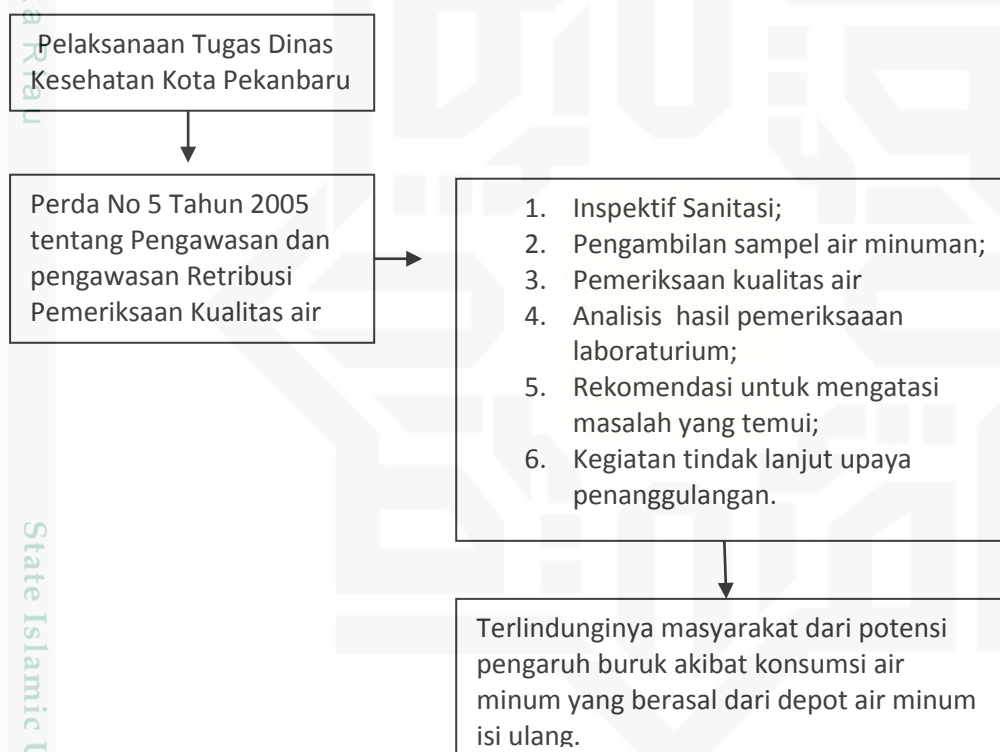 Pelaksanaan Tugas Dinas
Kesehatan Kota Pekanbaru
Perda No 5 Tahun 2005
tentang Pengawasan dan
pengawasan Retribusi
Pemeriksaan Kualitas air
1. Inspektif Sanitasi;
2. Pengambilan sampel air minuman;
3. Pemeriksaan kualitas air
4. Analisis hasil pemeriksaaan
laboraturium;
5. Rekomendasi untuk mengatasi
masalah yang temui;
6. Kegiatan tindak lanjut upaya
penanggulangan.
Terlindunginya masyarakat dari potensi
pengaruh buruk akibat konsumsi air
minum yang berasal dari depot air minum
isi ulang.
Riau
State Islamic